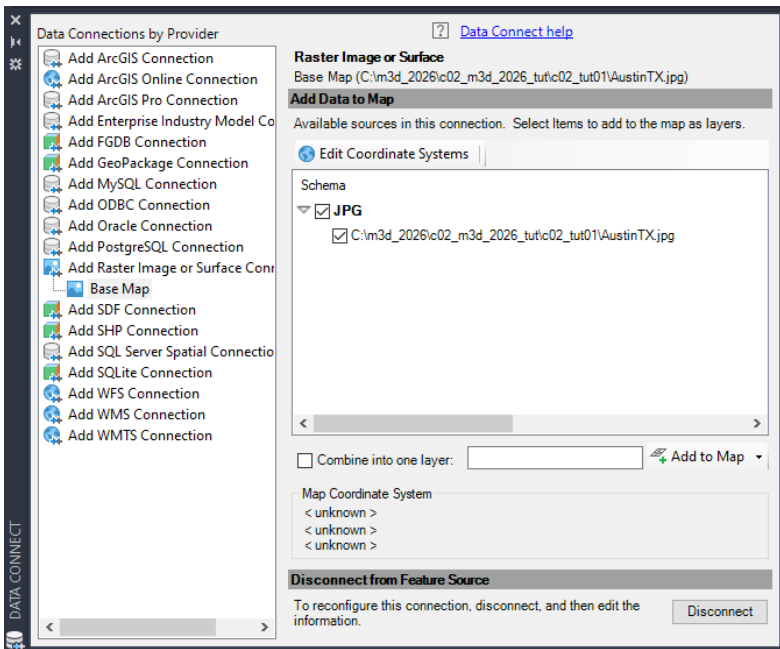 Data Connections by Provider
Add ArcGIS Connection
Add ArcGIS Online Connection
Add ArcGIS Pro Connection
Add Enterprise Industry Model Co
Add FGDB Connection
Add GeoPackage Connection
Add MySQL Connection
Add ODBC Connection
Add Oracle Connection
Add PostgreSQL Connection
Add Raster Image or Surface Conn
Base Map
Add SDF Connection
Add SHP Connection
Add SQL Server Spatial Connectio
Add SQLite Connection
Add WFS Connection
Add WMS Connection
Add WMTS Connection
DATA CONNECT
? Data Connect help
Raster Image or Surface
Base Map (C:\m3d_2026\c02_m3d_2026_tut\c02_tut01\AustinTX.jpg)
Add Data to Map
Available sources in this connection. Select Items to add to the map as layers.
Edit Coordinate Systems
Schema
JPG
C:\m3d_2026\c02_m3d_2026_tut\c02_tut01\AustinTX.jpg
Combine into one layer:
Add to Map
Map Coordinate System
< unknown >
< unknown >
< unknown >
Disconnect from Feature Source
To reconfigure this connection, disconnect, and then edit the
information.
Disconnect